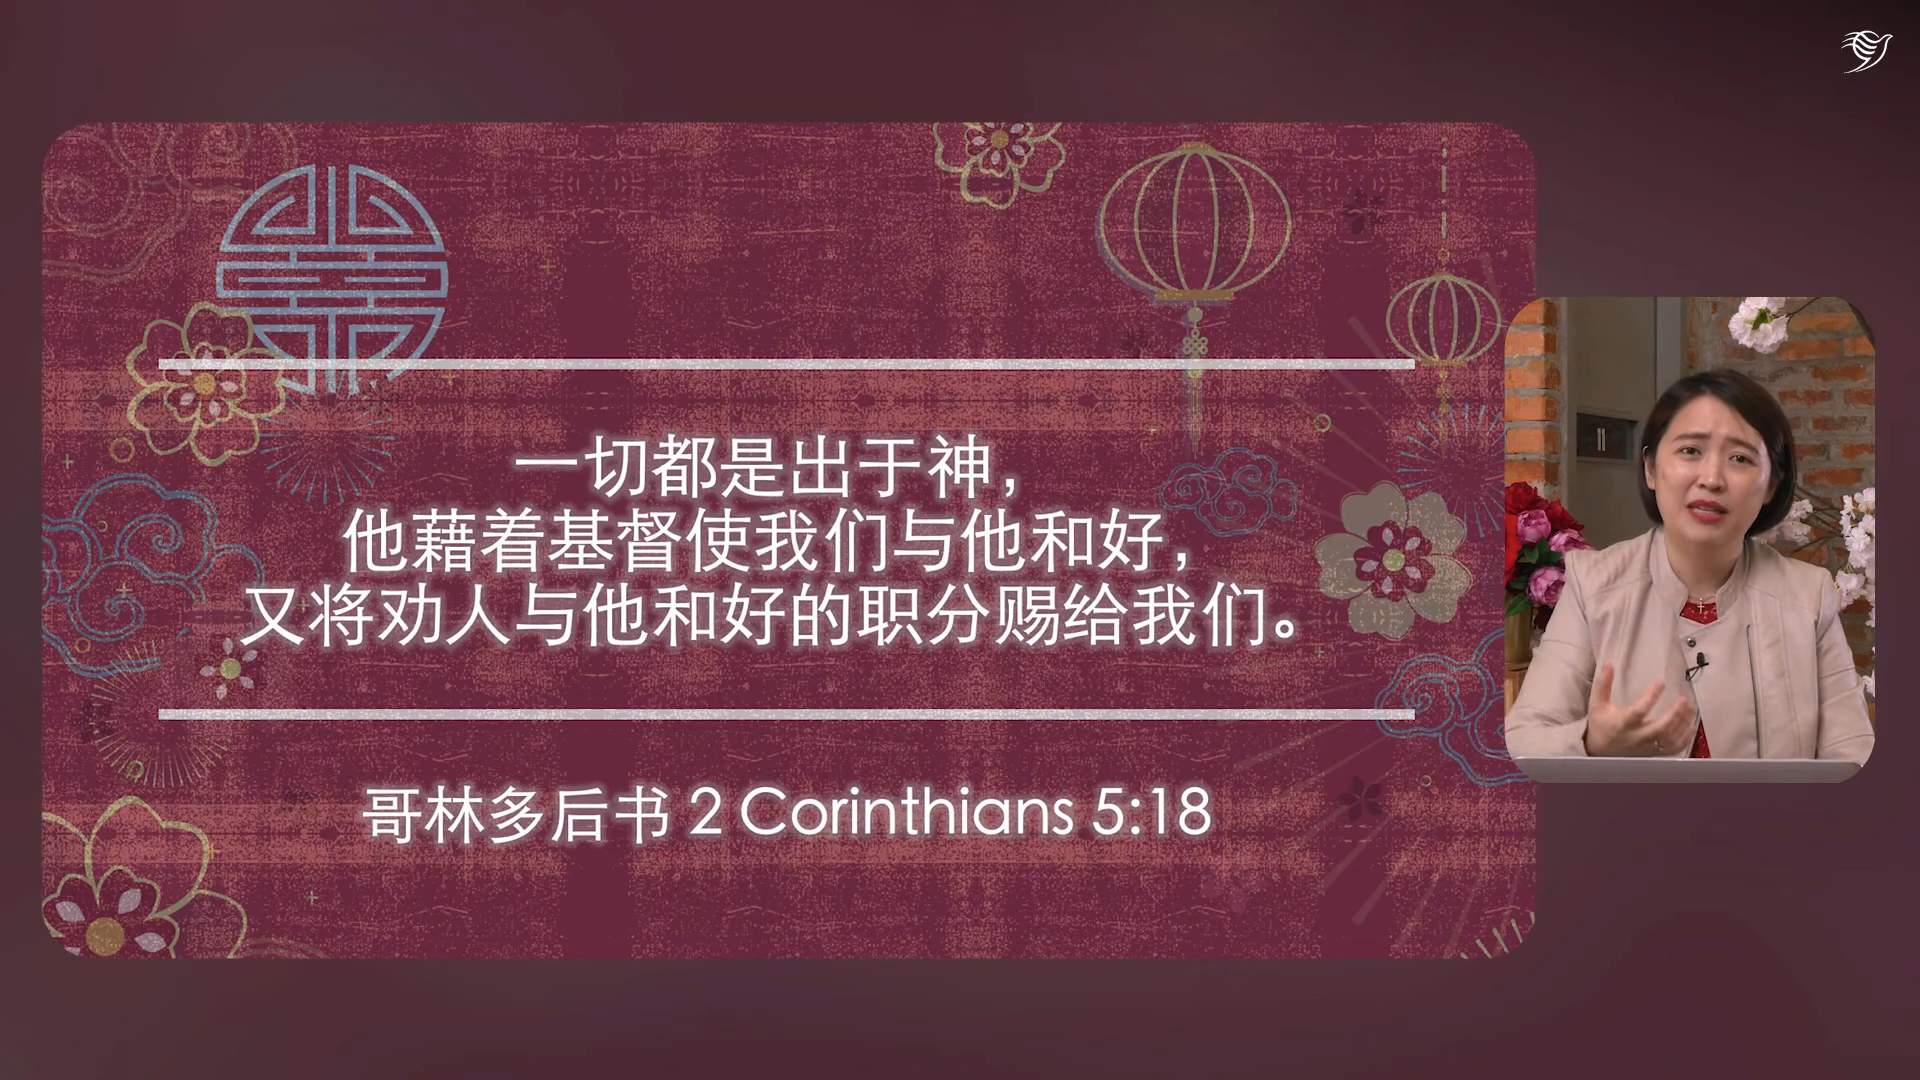 一切都是出于神，
他藉着基督使我们与他和好，
又将劝人与他和好的职分赐给我们。
哥林多后书 2 Corinthians 5:18